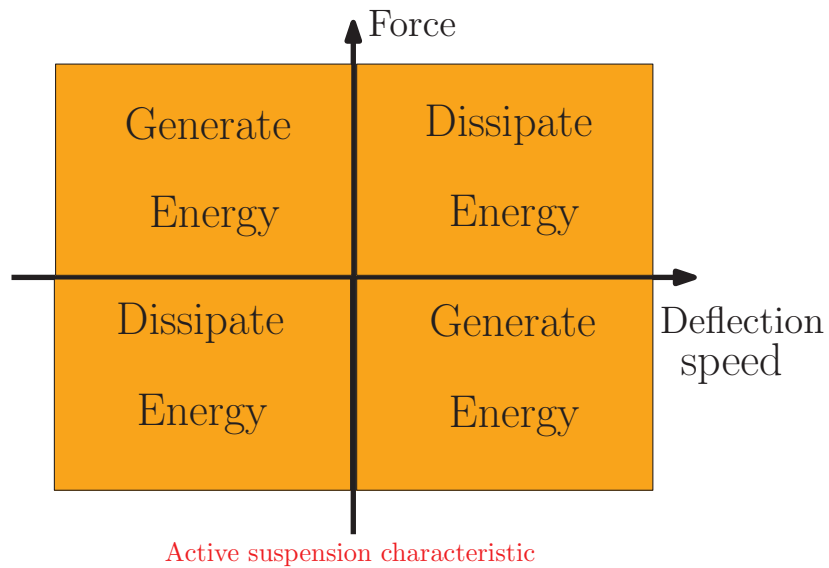 Force
Generate
Energy
Dissipate
Energy
Dissipate
Energy
Generate
Energy
Deflection
speed
Active suspension characteristic